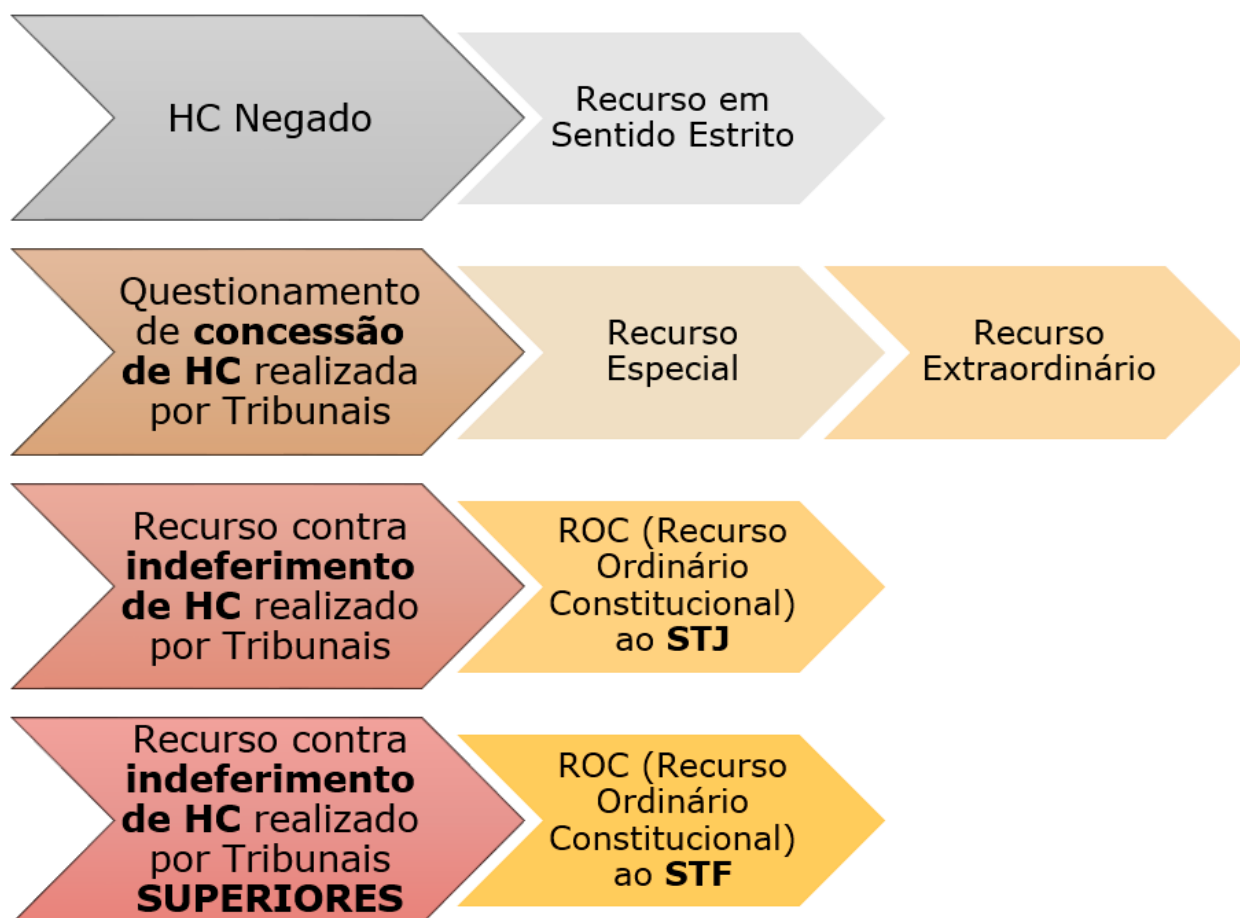 HC Negado
Recurso em
Sentido Estrito
Questionamento
de concessão
de HC realizada
por Tribunais
Recurso
Especial
Recurso
Extraordinário
Recurso contra
indeferimento
de HC realizado
por Tribunais
ROC (Recurso
Ordinário
Constitucional)
ao STJ
Recurso contra
indeferimento
de HC realizado
por Tribunais
SUPERIORES
ROC (Recurso
Ordinário
Constitucional)
ao STF